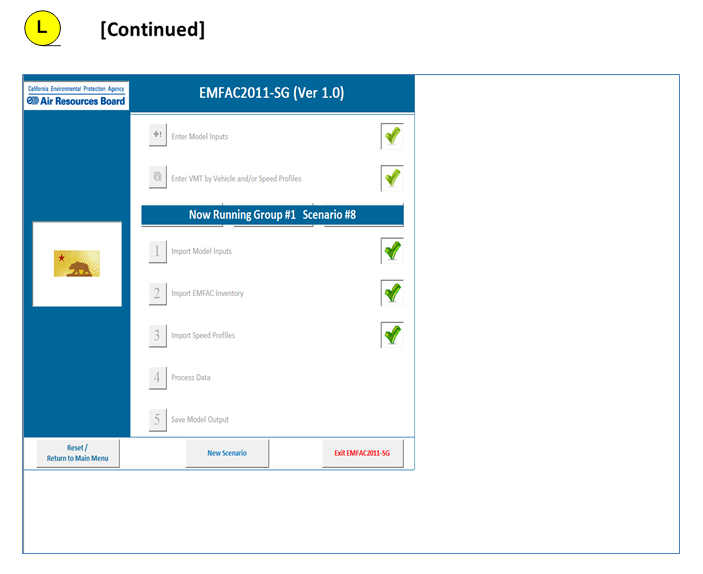 L
[Continued]
California Environmental Protection Agency
Air Resources Board
EMFAC2011-SG (Ver 1.0)
Enter Model Inputs
Enter VMT by Vehicle and/or Speed Profiles
Now Running Group #1 Scenario #8
1 Import Model Inputs
2 Import EMFAC Inventory
3 Import Speed Profiles
4 Process Data
5 Save Model Output
Reset /
Return to Main Menu
New Scenario
Exit EMFAC2011-SG